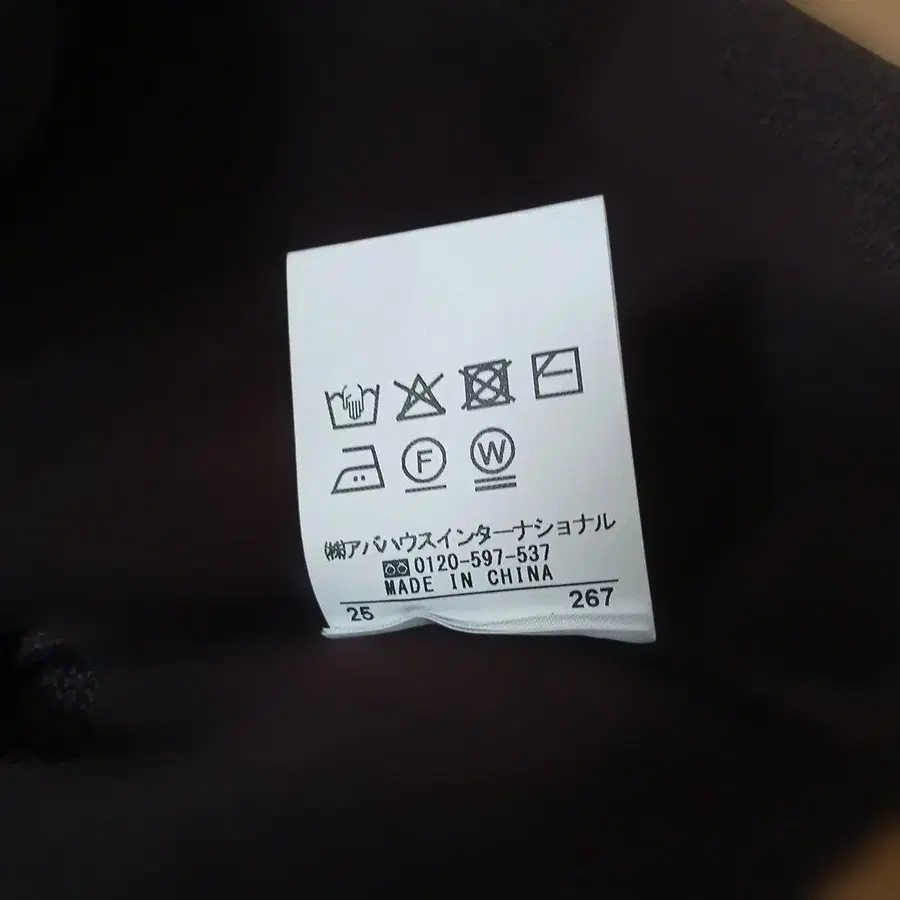 F W
㈱アバハウスインターナショナル
0120-597-537
MADE IN CHINA
25 267